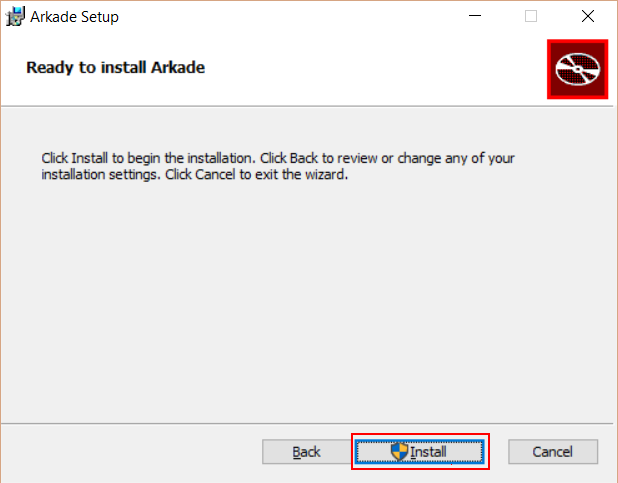 Arkade Setup
Ready to install Arkade
Click Install to begin the installation. Click Back to review or change any of your
installation settings. Click Cancel to exit the wizard.
Back Install Cancel